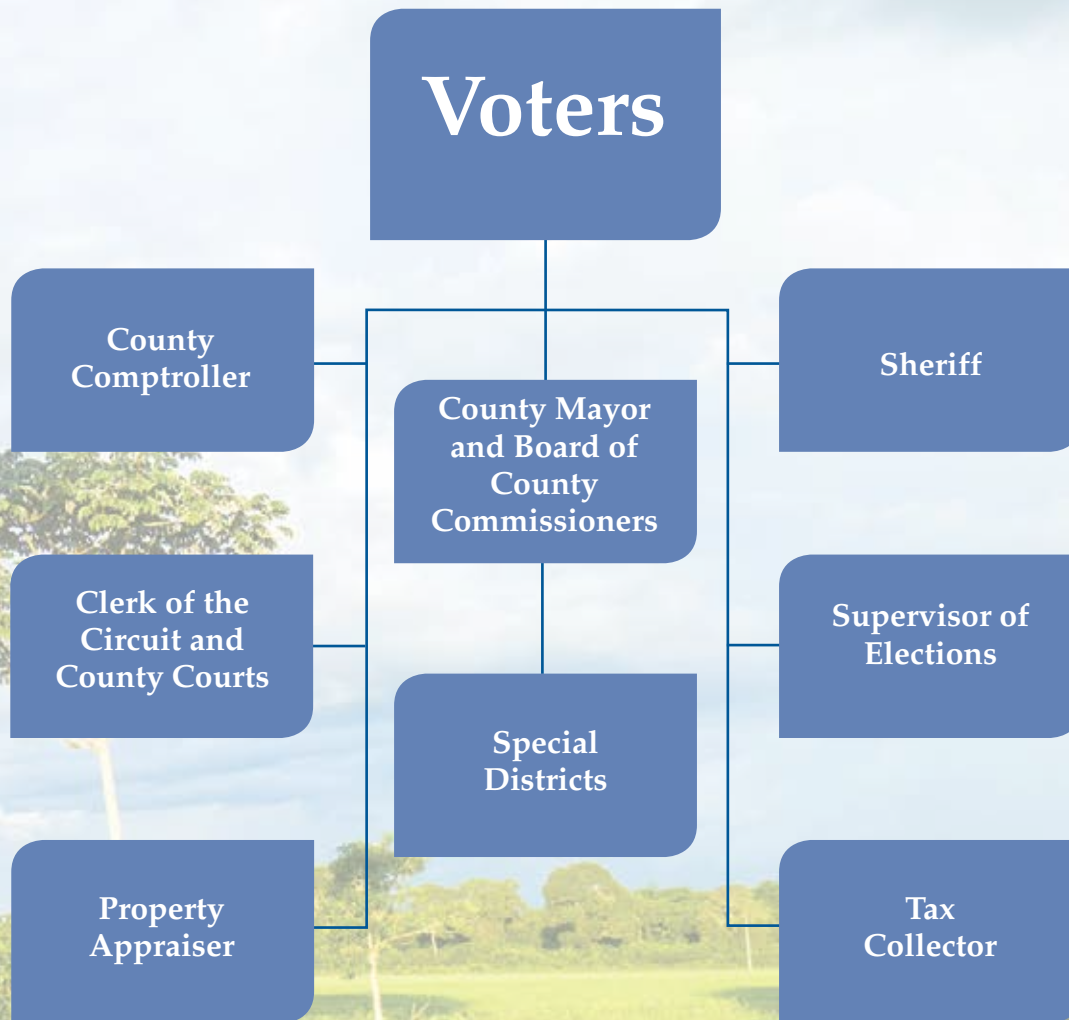 Voters
County
Comptroller
County Mayor
and Board of
County
Commissioners
Sheriff
Clerk of the
Circuit and
County Courts
Special
Districts
Supervisor of
Elections
Property
Appraiser
Tax
Collector